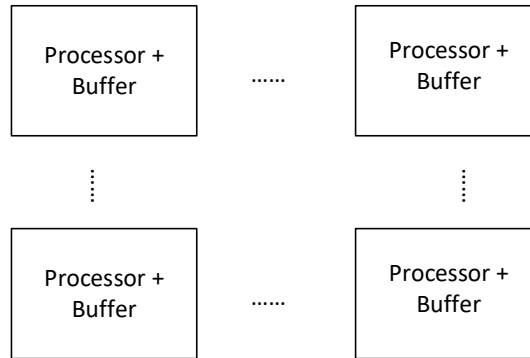 Processor +
Buffer
......
Processor +
Buffer
......
......
Processor +
Buffer
......
Processor +
Buffer